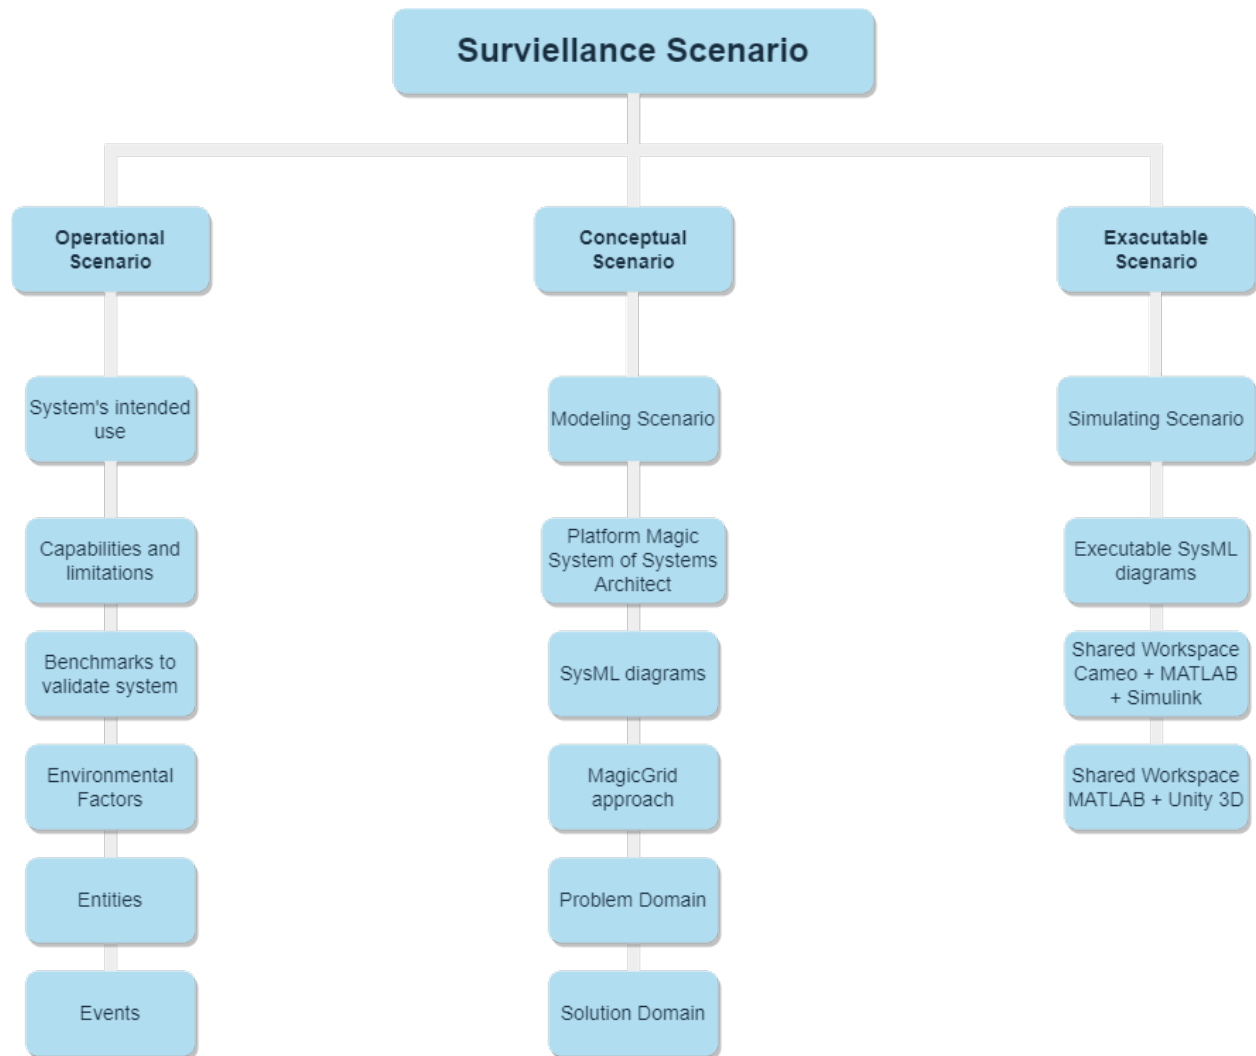 Surviellance Scenario
Operational
Scenario
Conceptual
Scenario
Exacutable
Scenario
System's intended
use
Modeling Scenario
Simulating Scenario
Capabilities and
limitations
Platform Magic
System of Systems
Architect
Executable SysML
diagrams
Benchmarks to
validate system
SysML diagrams
Shared Workspace
Cameo + MATLAB
+ Simulink
Environmental
Factors
MagicGrid
approach
Shared Workspace
MATLAB + Unity 3D
Entities
Problem Domain
Events
Solution Domain